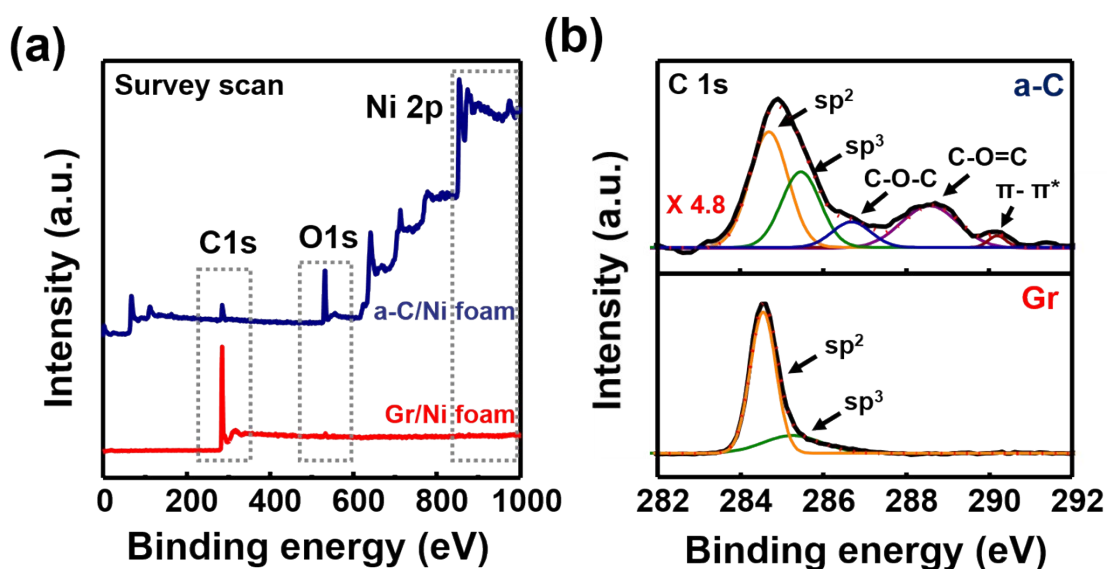 (a)
Survey scan
Ni 2p
C1s
O1s
a-C/Ni foam
Gr/Ni foam
Intensity (a.u.)
0 200 400 600 800 1000
Binding energy (eV)
(b)
C 1s
a-C
sp²
sp³
C-O-C
C-O=C
π- π*
X 4.8
Gr
sp²
sp³
Intensity (a.u.)
282 284 286 288 290 292
Binding energy (eV)